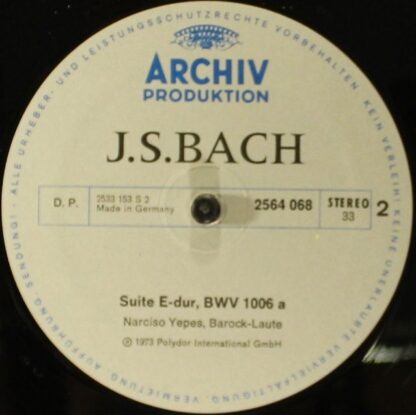 ALLE URHEBER- UND LEISTUNGSSCHUTZRECHTE VORBEHALTEN · KEIN VERLEIH! KEINE UNERLAUBTE VERVIELFÄLTIGUNG, VERMIETUNG, AUFFÜHRUNG, SENDUNG!
ARCHIV
PRODUKTION
J.S.BACH
D. P.
2533 153 S 2
Made in Germany
2564 068
STEREO
33
2
Suite E-dur, BWV 1006 a
Narciso Yepes, Barock-Laute
Ⓟ 1973 Polydor International GmbH